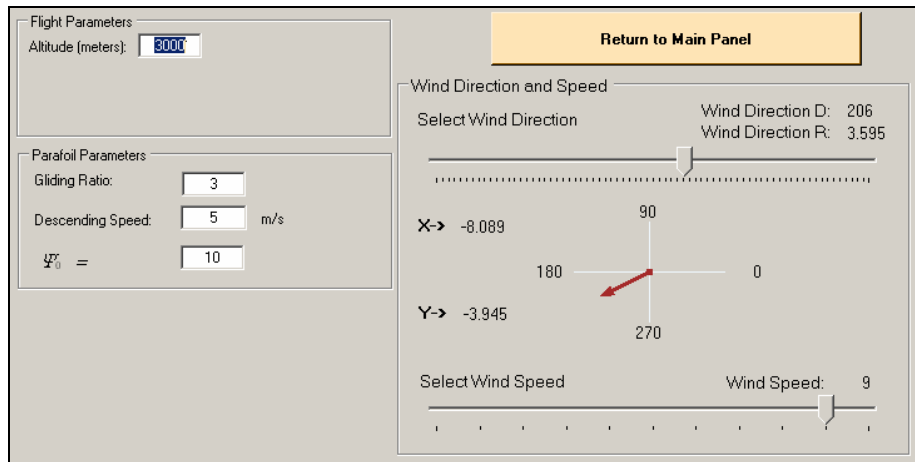 Flight Parameters
Altitude (meters): 3000
Return to Main Panel
Parafoil Parameters
Gliding Ratio: 3
Descending Speed: 5 m/s
Ψ₀ = 10
Wind Direction and Speed
Select Wind Direction
Wind Direction D: 206
Wind Direction R: 3.595
X-> -8.089
90
180
0
Y-> -3.945
270
Select Wind Speed
Wind Speed: 9